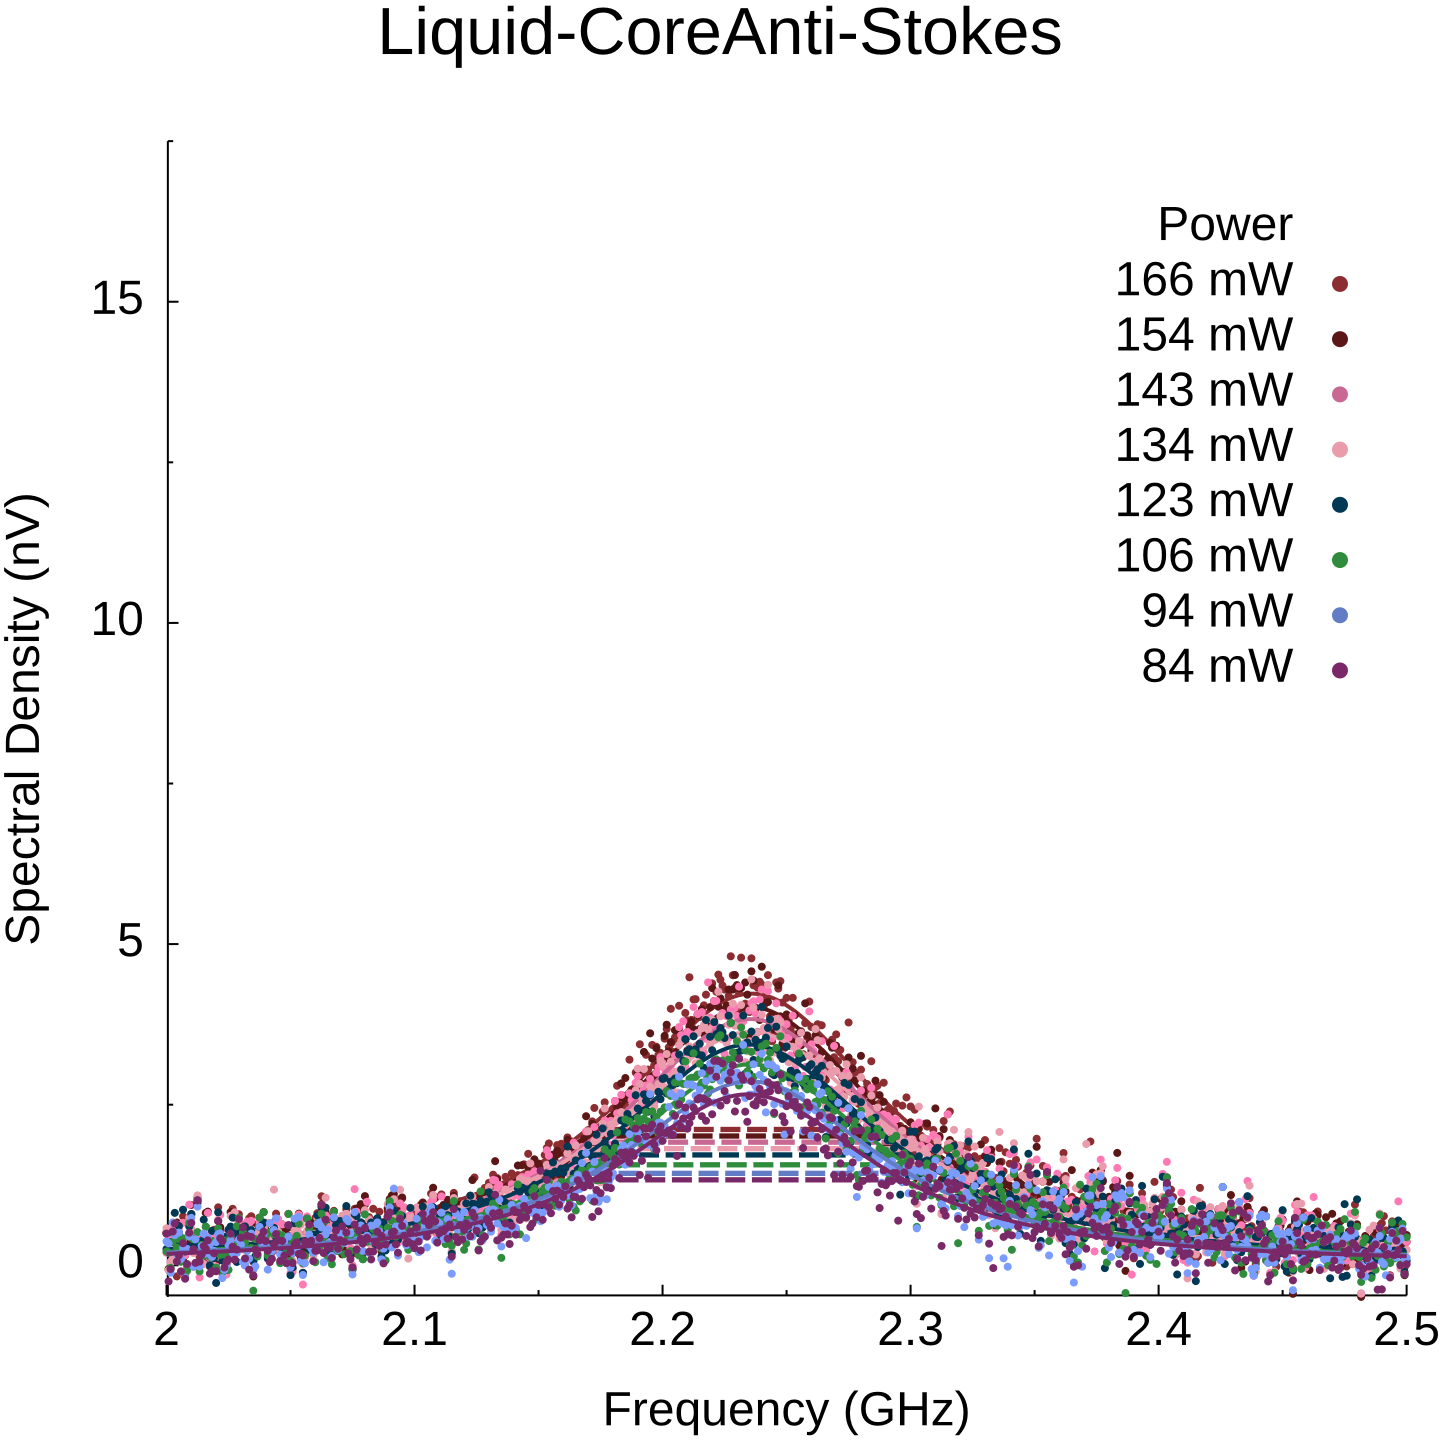 Liquid-CoreAnti-Stokes
Spectral Density (nV)
15
10
5
0
Power
166 mW
154 mW
143 mW
134 mW
123 mW
106 mW
94 mW
84 mW
2 2.1 2.2 2.3 2.4 2.5
Frequency (GHz)